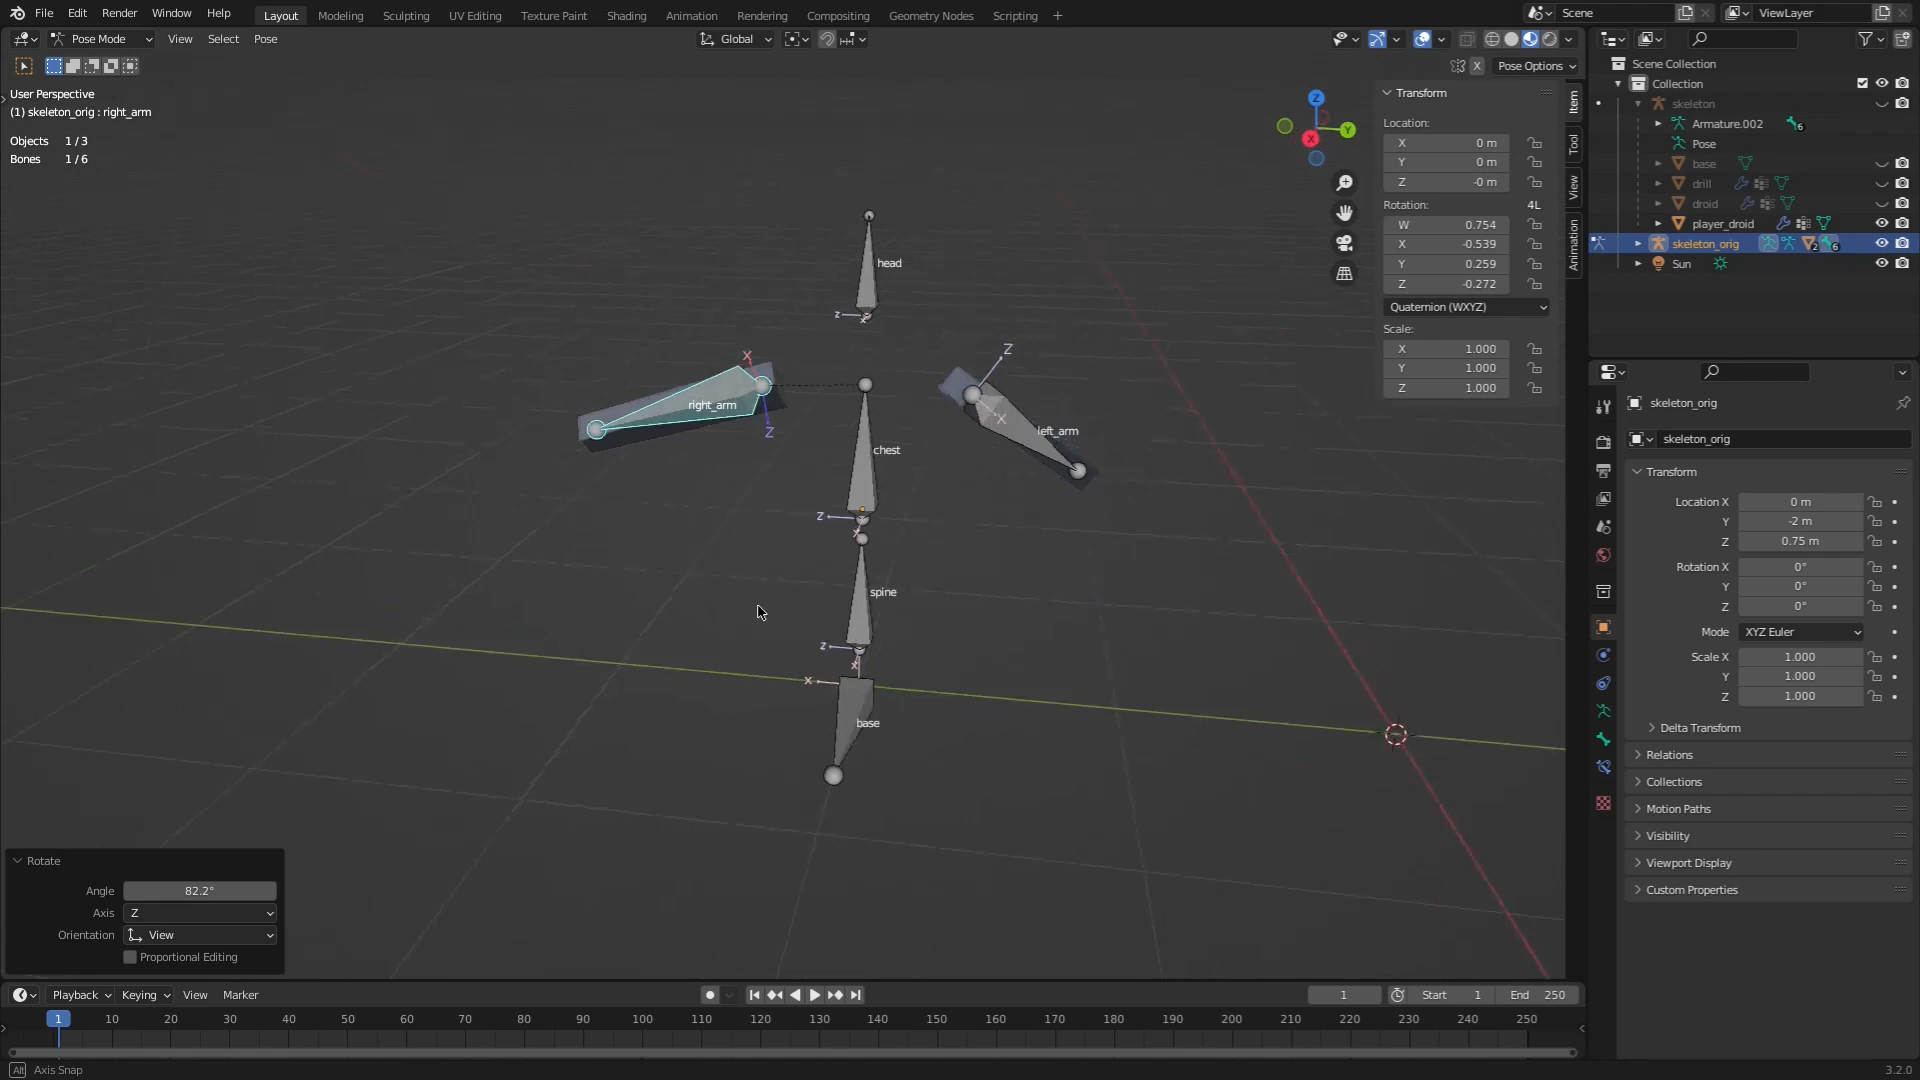 File Edit Render Window Help
Layout Modeling Sculpting UV Editing Texture Paint Shading Animation Rendering Compositing Geometry Nodes Scripting +
Scene
ViewLayer
Pose Mode View Select Pose
Global
X Pose Options
User Perspective
(1) skeleton_orig : right_arm
Objects 1 / 3
Bones 1 / 6
head
z
x
X
right_arm
Z
Z
X
left_arm
chest
Z
x
spine
z
x
X
base
Z
Y
X
Transform
Location:
X 0 m
Y 0 m
Z -0 m
Rotation: 4L
W 0.754
X -0.539
Y 0.259
Z -0.272
Quaternion (WXYZ)
Scale:
X 1.000
Y 1.000
Z 1.000
Item
Tool
View
Animation
Scene Collection
Collection
skeleton
Armature.002 6
Pose
base
drill
droid
player_droid
skeleton_orig 2 6
Sun
skeleton_orig
skeleton_orig
Transform
Location X 0 m
Y -2 m
Z 0.75 m
Rotation X 0°
Y 0°
Z 0°
Mode XYZ Euler
Scale X 1.000
Y 1.000
Z 1.000
Delta Transform
Relations
Collections
Motion Paths
Visibility
Viewport Display
Custom Properties
Rotate
Angle 82.2°
Axis Z
Orientation View
Proportional Editing
Playback Keying View Marker
1 Start 1 End 250
1 10 20 30 40 50 60 70 80 90 100 110 120 130 140 150 160 170 180 190 200 210 220 230 240 250
Alt Axis Snap
3.2.0